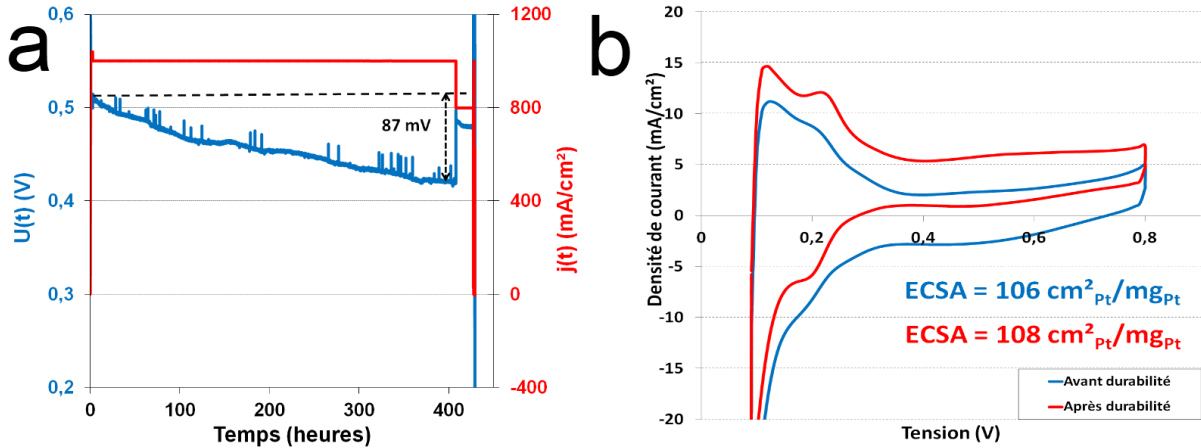 a
0,6
0,5
0,4
0,3
0,2
U(t) (V)
87 mV
0
100
200
300
400
Temps (heures)
1200
800
400
0
-400
j(t) (mA/cm²)
b
20
15
10
5
0
-5
-10
-15
-20
Densité de courant (mA/cm²)
0
0,2
0,4
0,6
0,8
ECSA = 106 cm²Pt/mgPt
ECSA = 108 cm²Pt/mgPt
Avant durabilité
Après durabilité
Tension (V)